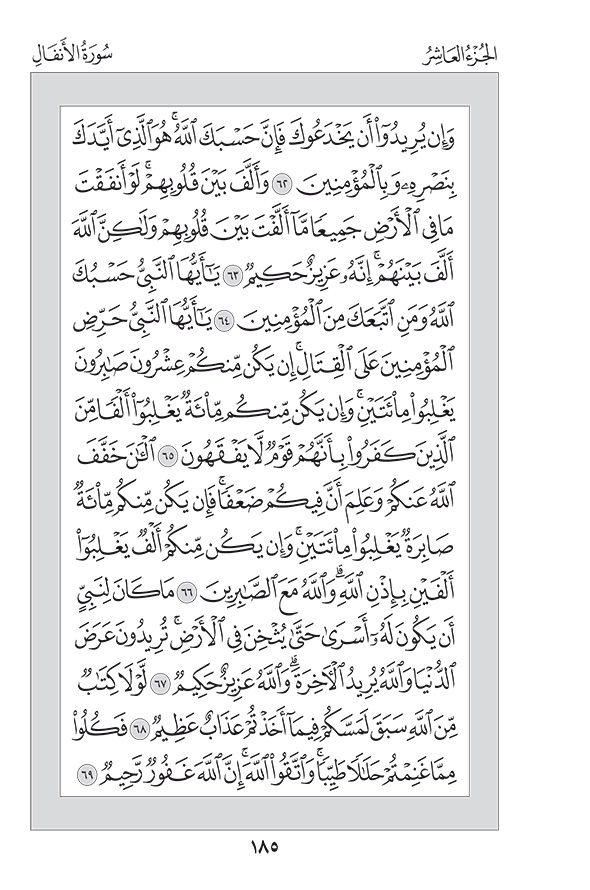 الجُزْءُ العَاشِرُ
سُورَةُ الأَنفَالِ
وَإِن يُرِيدُوٓا۟ أَن يَخْدَعُوكَ فَإِنَّ حَسْبَكَ ٱللَّهُ ۚ هُوَ ٱلَّذِىٓ أَيَّدَكَ
بِنَصْرِهِۦ وَبِٱلْمُؤْمِنِينَ ٦٢ وَأَلَّفَ بَيْنَ قُلُوبِهِمْ ۚ لَوْ أَنفَقْتَ
مَا فِى ٱلْأَرْضِ جَمِيعًا مَّآ أَلَّفْتَ بَيْنَ قُلُوبِهِمْ وَلَٰكِنَّ ٱللَّهَ
أَلَّفَ بَيْنَهُمْ ۚ إِنَّهُۥ عَزِيزٌ حَكِيمٌ ٦٣ يَٰٓأَيُّهَا ٱلنَّبِىُّ حَسْبُكَ
ٱللَّهُ وَمَنِ ٱتَّبَعَكَ مِنَ ٱلْمُؤْمِنِينَ ٦٤ يَٰٓأَيُّهَا ٱلنَّبِىُّ حَرِّضِ
ٱلْمُؤْمِنِينَ عَلَى ٱلْقِتَالِ ۚ إِن يَكُن مِّنكُمْ عِشْرُونَ صَٰبِرُونَ
يَغْلِبُوا۟ مِا۟ئَتَيْنِ ۚ وَإِن يَكُن مِّنكُم مِّا۟ئَةٌ يَغْلِبُوٓا۟ أَلْفًا مِّنَ
ٱلَّذِينَ كَفَرُوا۟ بِأَنَّهُمْ قَوْمٌ لَّا يَفْقَهُونَ ٦٥ ٱلْـَٰٔنَ خَفَّفَ
ٱللَّهُ عَنكُمْ وَعَلِمَ أَنَّ فِيكُمْ ضَعْفًا ۚ فَإِن يَكُن مِّنكُم مِّا۟ئَةٌ
صَابِرَةٌ يَغْلِبُوا۟ مِا۟ئَتَيْنِ ۚ وَإِن يَكُن مِّنكُمْ أَلْفٌ يَغْلِبُوٓا۟
أَلْفَيْنِ بِإِذْنِ ٱللَّهِ ۗ وَٱللَّهُ مَعَ ٱلصَّٰبِرِينَ ٦٦ مَا كَانَ لِنَبِىٍّ
أَن يَكُونَ لَهُۥٓ أَسْرَىٰ حَتَّىٰ يُثْخِنَ فِى ٱلْأَرْضِ ۚ تُرِيدُونَ عَرَضَ
ٱلدُّنْيَا وَٱللَّهُ يُرِيدُ ٱلْءَاخِرَةَ ۗ وَٱللَّهُ عَزِيزٌ حَكِيمٌ ٦٧ لَّوْلَا كِتَٰبٌ
مِّنَ ٱللَّهِ سَبَقَ لَمَسَّكُمْ فِيمَآ أَخَذْتُمْ عَذَابٌ عَظِيمٌ ٦٨ فَكُلُوا۟
مِمَّا غَنِمْتُمْ حَلَٰلًا طَيِّبًا ۚ وَٱتَّقُوا۟ ٱللَّهَ ۚ إِنَّ ٱللَّهَ غَفُورٌ رَّحِيمٌ ٦٩
١٨٥